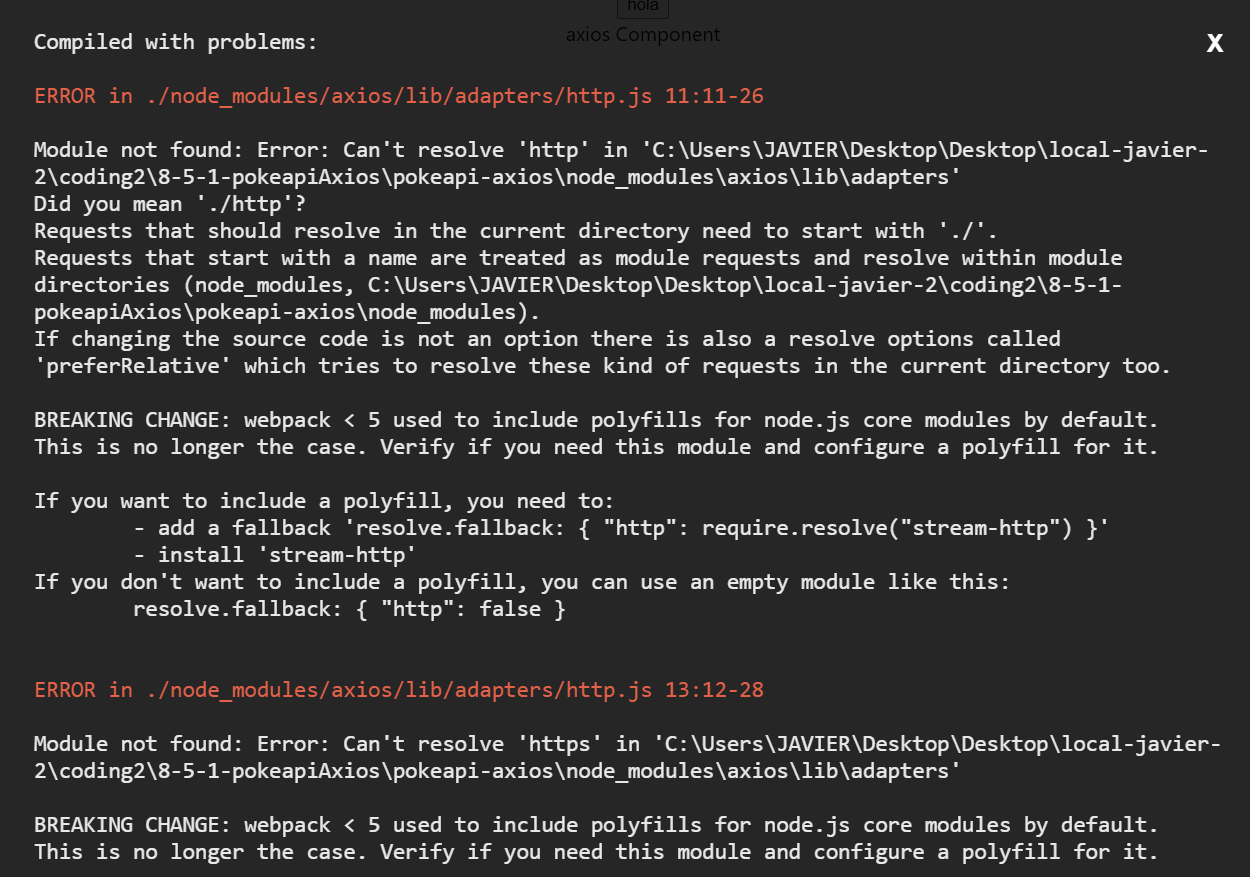 hola
axios Component
Compiled with problems:
X
ERROR in ./node_modules/axios/lib/adapters/http.js 11:11-26
Module not found: Error: Can't resolve 'http' in 'C:\Users\JAVIER\Desktop\Desktop\local-javier-
2\coding2\8-5-1-pokeapiAxios\pokeapi-axios\node_modules\axios\lib\adapters'
Did you mean './http'?
Requests that should resolve in the current directory need to start with './'.
Requests that start with a name are treated as module requests and resolve within module
directories (node_modules, C:\Users\JAVIER\Desktop\Desktop\local-javier-2\coding2\8-5-1-
pokeapiAxios\pokeapi-axios\node_modules).
If changing the source code is not an option there is also a resolve options called
'preferRelative' which tries to resolve these kind of requests in the current directory too.
BREAKING CHANGE: webpack < 5 used to include polyfills for node.js core modules by default.
This is no longer the case. Verify if you need this module and configure a polyfill for it.
If you want to include a polyfill, you need to:
- add a fallback 'resolve.fallback: { "http": require.resolve("stream-http") }'
- install 'stream-http'
If you don't want to include a polyfill, you can use an empty module like this:
resolve.fallback: { "http": false }
ERROR in ./node_modules/axios/lib/adapters/http.js 13:12-28
Module not found: Error: Can't resolve 'https' in 'C:\Users\JAVIER\Desktop\Desktop\local-javier-
2\coding2\8-5-1-pokeapiAxios\pokeapi-axios\node_modules\axios\lib\adapters'
BREAKING CHANGE: webpack < 5 used to include polyfills for node.js core modules by default.
This is no longer the case. Verify if you need this module and configure a polyfill for it.